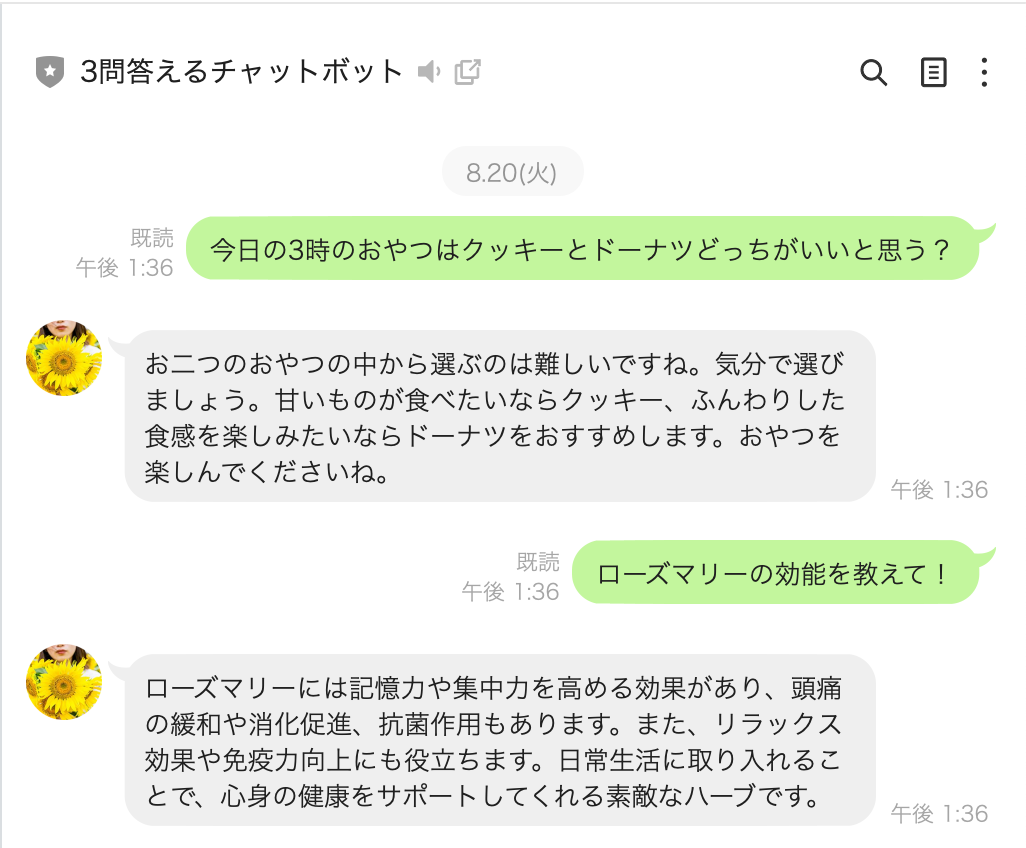 3問答えるチャットボット
8.20(火)
既読
午後 1:36
今日の3時のおやつはクッキーとドーナツどっちがいいと思う？
お二つのおやつの中から選ぶのは難しいですね。気分で選び
ましょう。甘いものが食べたいならクッキー、ふんわりした
食感を楽しみたいならドーナツをおすすめします。おやつを
楽しんでくださいね。
午後 1:36
既読
午後 1:36
ローズマリーの効能を教えて！
ローズマリーには記憶力や集中力を高める効果があり、頭痛
の緩和や消化促進、抗菌作用もあります。また、リラックス
効果や免疫力向上にも役立ちます。日常生活に取り入れるこ
とで、心身の健康をサポートしてくれる素敵なハーブです。
午後 1:36